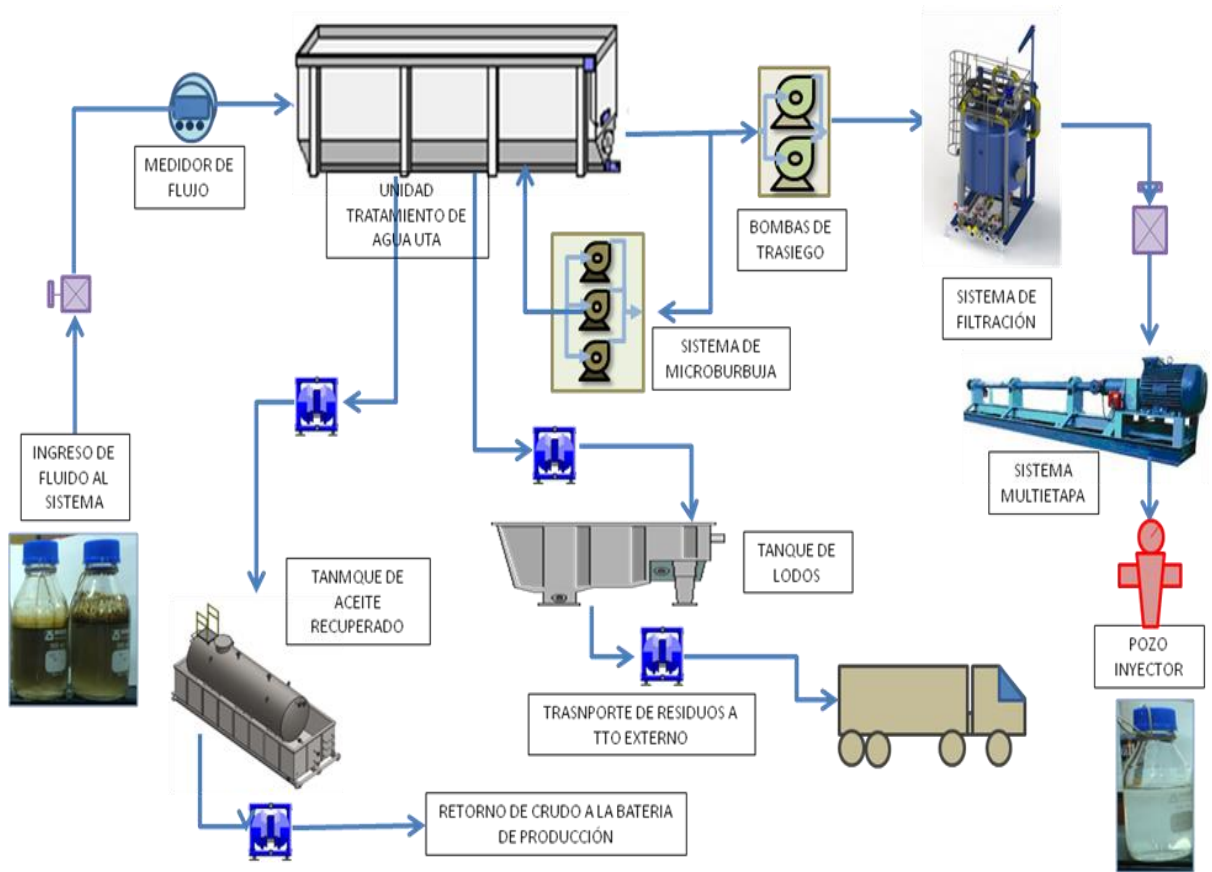 MEDIDOR DE
FLUJO
UNIDAD
TRATAMIENTO DE
AGUA UTA
BOMBAS DE
TRASIEGO
SISTEMA DE
FILTRACIÓN
SISTEMA DE
MICROBURBUJA
INGRESO DE
FLUIDO AL
SISTEMA
SISTEMA
MULTIETAPA
TANMQUE DE
ACEITE
RECUPERADO
TANQUE DE
LODOS
POZO
INYECTOR
TRASNPORTE DE RESIDUOS A
TTO EXTERNO
RETORNO DE CRUDO A LA BATERIA
DE PRODUCCIÓN